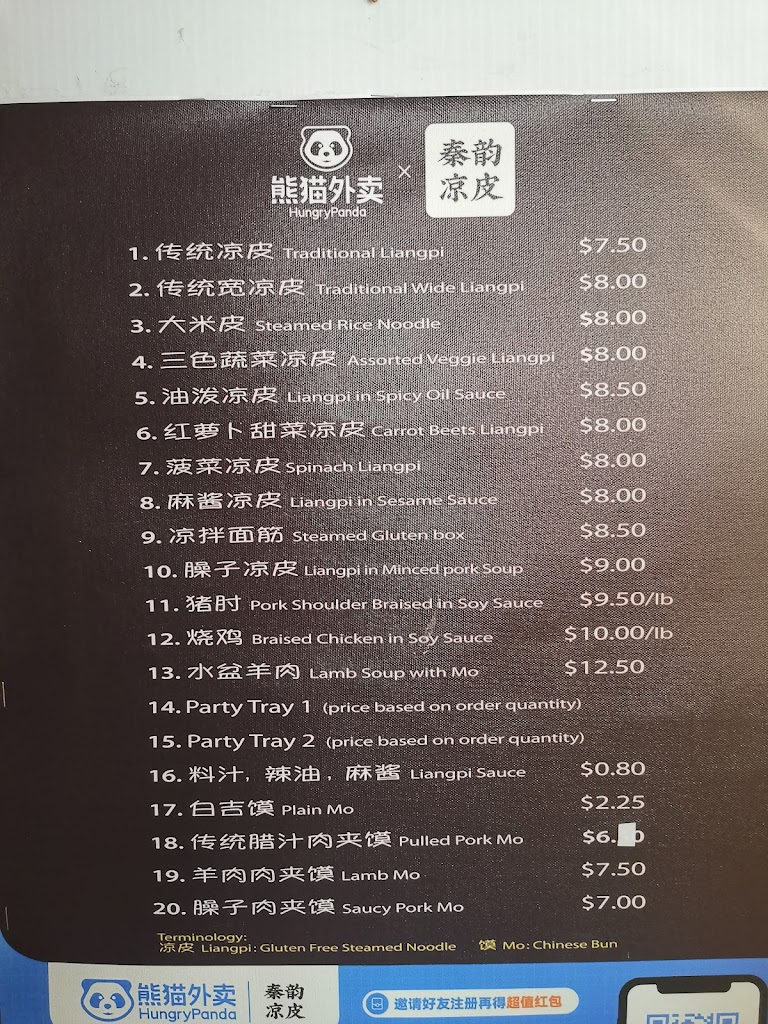 熊猫外卖 × 秦韵
HungryPanda 凉皮
1. 传统凉皮 Traditional Liangpi $7.50
2. 传统宽凉皮 Traditional Wide Liangpi $8.00
3. 大米皮 Steamed Rice Noodle $8.00
4. 三色蔬菜凉皮 Assorted Veggie Liangpi $8.00
5. 油泼凉皮 Liangpi in Spicy Oil Sauce $8.50
6. 红萝卜甜菜凉皮 Carrot Beets Liangpi $8.00
7. 菠菜凉皮 Spinach Liangpi $8.00
8. 麻酱凉皮 Liangpi in Sesame Sauce $8.00
9. 凉拌面筋 Steamed Gluten box $8.50
10. 臊子凉皮 Liangpi in Minced pork Soup $9.00
11. 猪肘 Pork Shoulder Braised in Soy Sauce $9.50/lb
12. 烧鸡 Braised Chicken in Soy Sauce $10.00/lb
13. 水盆羊肉 Lamb Soup with Mo $12.50
14. Party Tray 1 (price based on order quantity)
15. Party Tray 2 (price based on order quantity)
16. 料汁, 辣油, 麻酱 Liangpi Sauce $0.80
17. 白吉馍 Plain Mo $2.25
18. 传统腊汁肉夹馍 Pulled Pork Mo $6.0
19. 羊肉肉夹馍 Lamb Mo $7.50
20. 臊子肉夹馍 Saucy Pork Mo $7.00
Terminology:
凉皮 Liangpi: Gluten Free Steamed Noodle 馍 Mo: Chinese Bun
熊猫外卖 秦韵 邀请好友注册再得超值红包
HungryPanda 凉皮